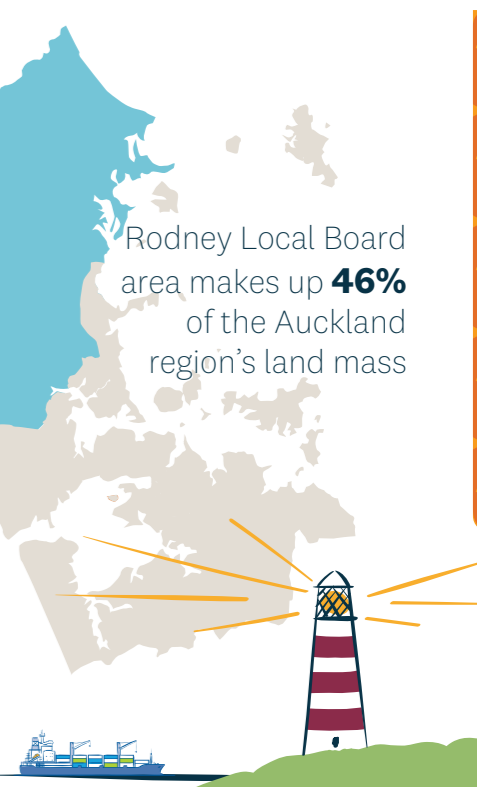 Rodney Local Board
area makes up 46%
of the Auckland
region’s land mass